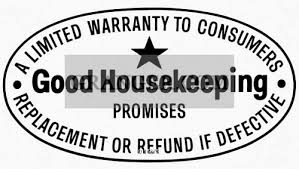 A LIMITED WARRANTY TO CONSUMERS
Good Housekeeping
PROMISES
REPLACEMENT OR REFUND IF DEFECTIVE